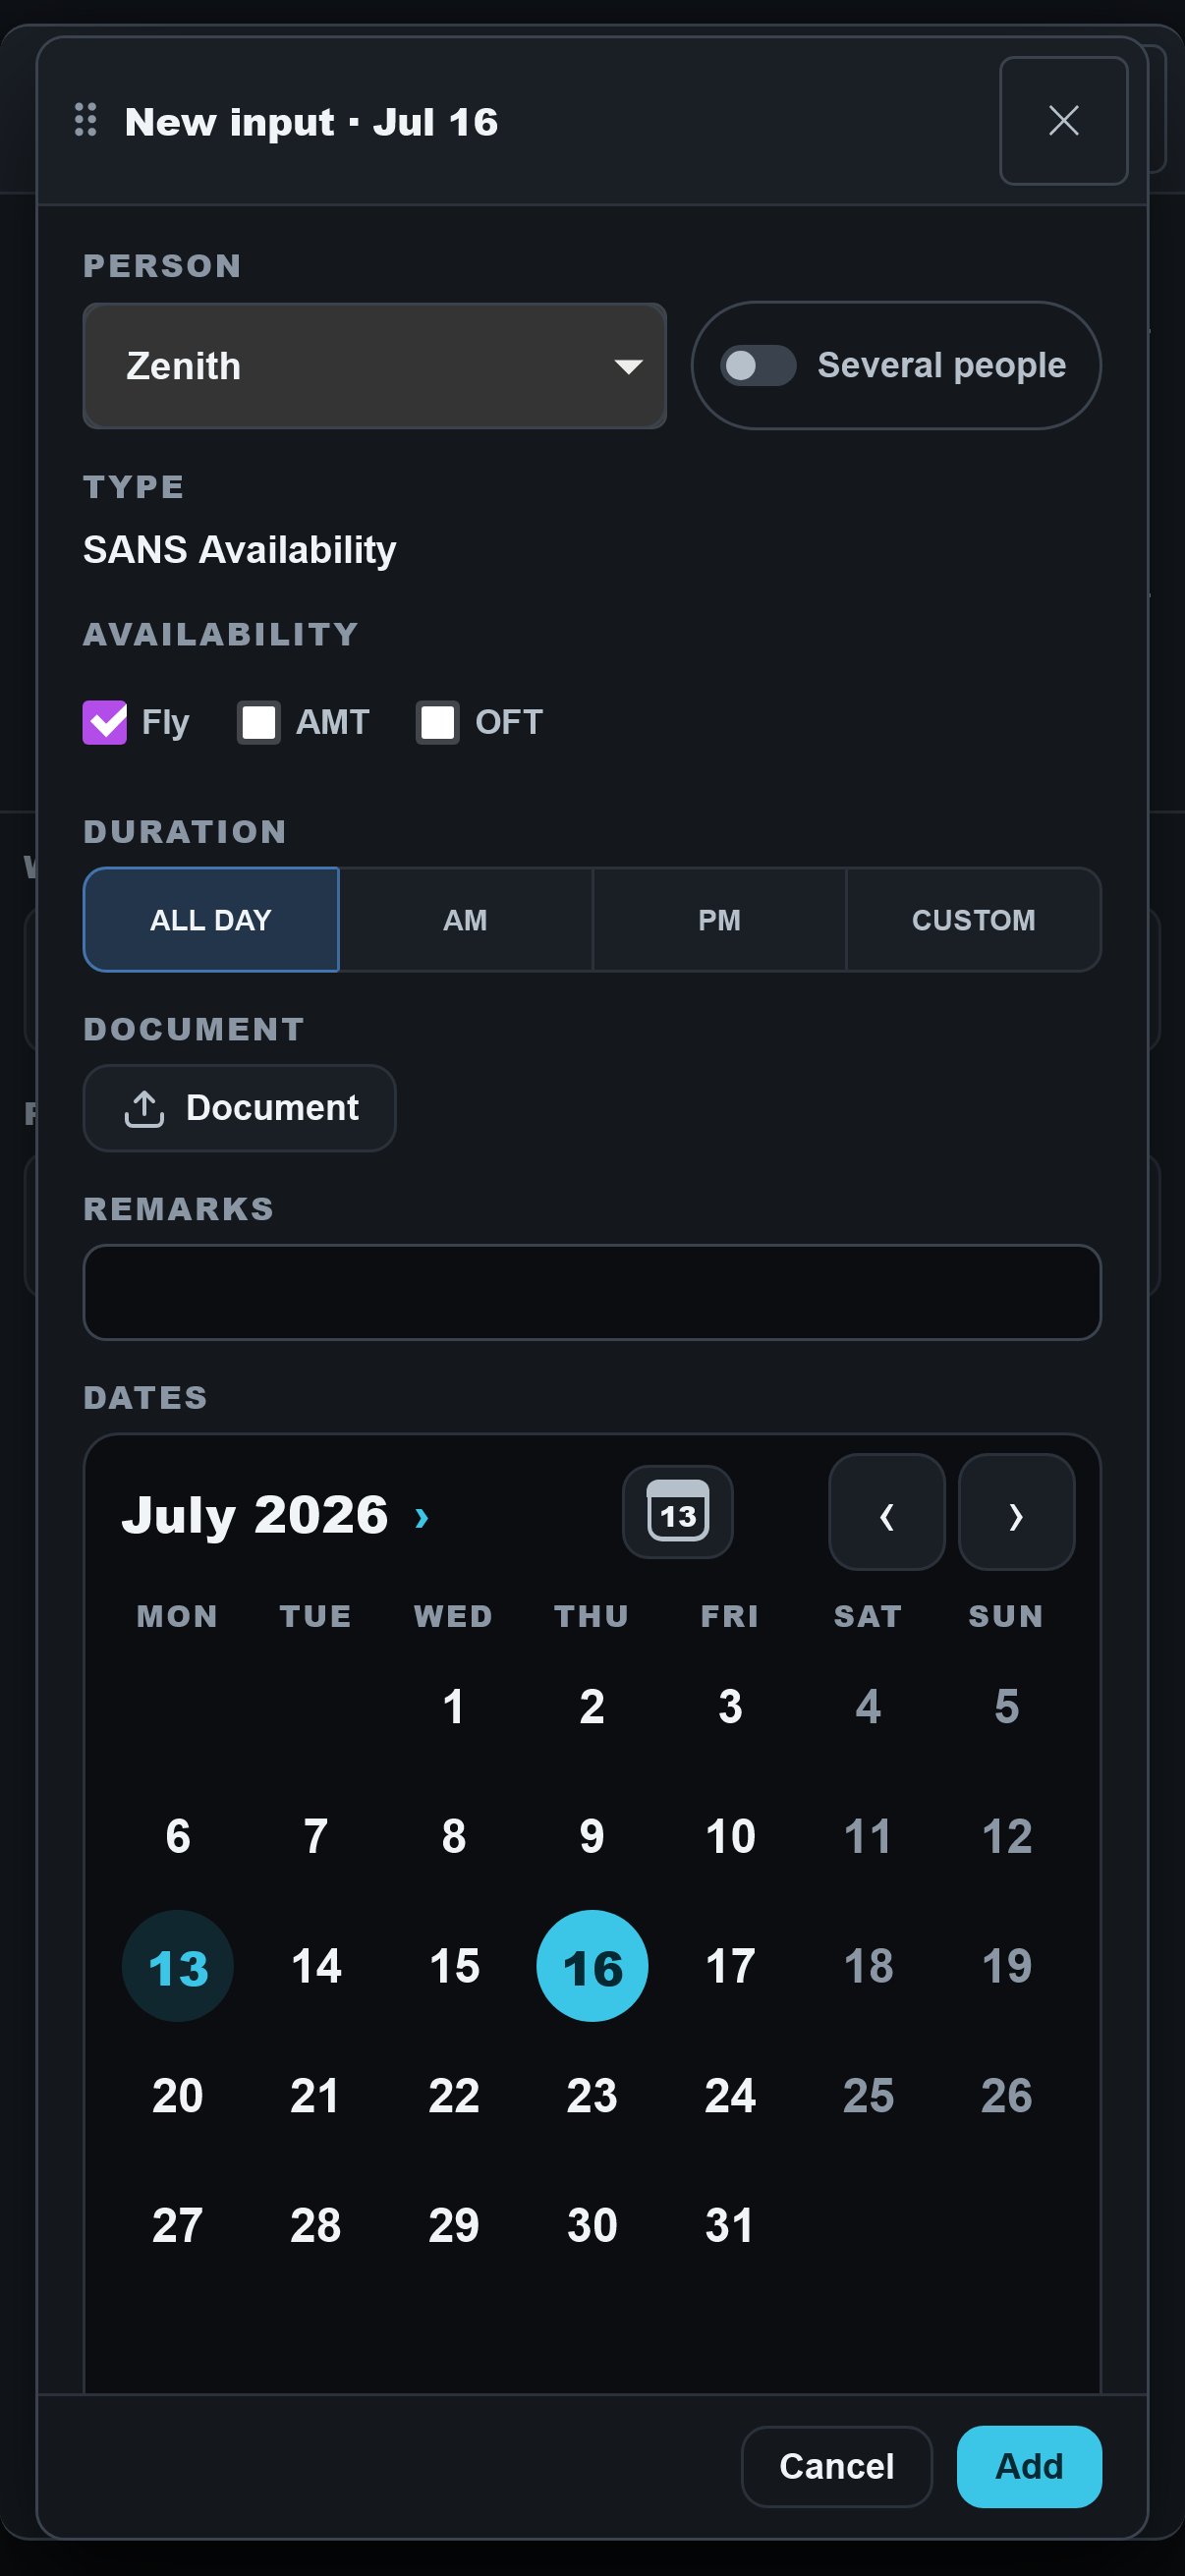 New input · Jul 16
PERSON
Zenith
Several people
TYPE
SANS Availability
AVAILABILITY
Fly AMT OFT
DURATION
ALL DAY AM PM CUSTOM
DOCUMENT
Document
REMARKS
DATES
July 2026 › 13 ‹ ›
MON TUE WED THU FRI SAT SUN
1 2 3 4 5
6 7 8 9 10 11 12
13 14 15 16 17 18 19
20 21 22 23 24 25 26
27 28 29 30 31
Cancel Add